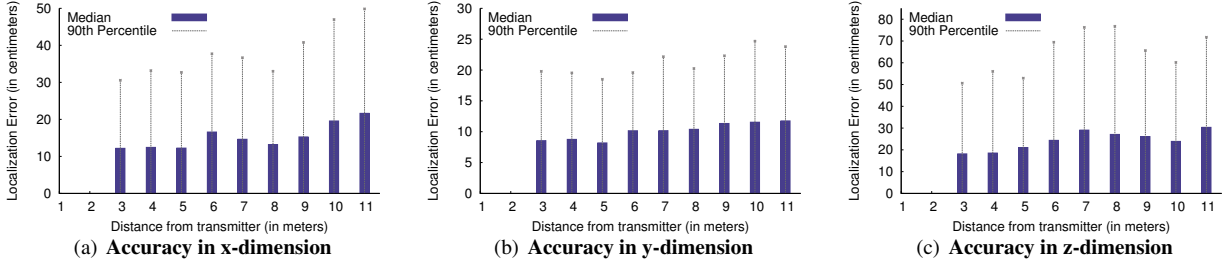 Localization Error (in centimeters)
50
40
30
20
10
0
Median
90th Percentile
1 2 3 4 5 6 7 8 9 10 11
Distance from transmitter (in meters)
(a) Accuracy in x-dimension
Localization Error (in centimeters)
30
25
20
15
10
5
0
Median
90th Percentile
1 2 3 4 5 6 7 8 9 10 11
Distance from transmitter (in meters)
(b) Accuracy in y-dimension
Localization Error (in centimeters)
80
70
60
50
40
30
20
10
0
Median
90th Percentile
1 2 3 4 5 6 7 8 9 10 11
Distance from transmitter (in meters)
(c) Accuracy in z-dimension